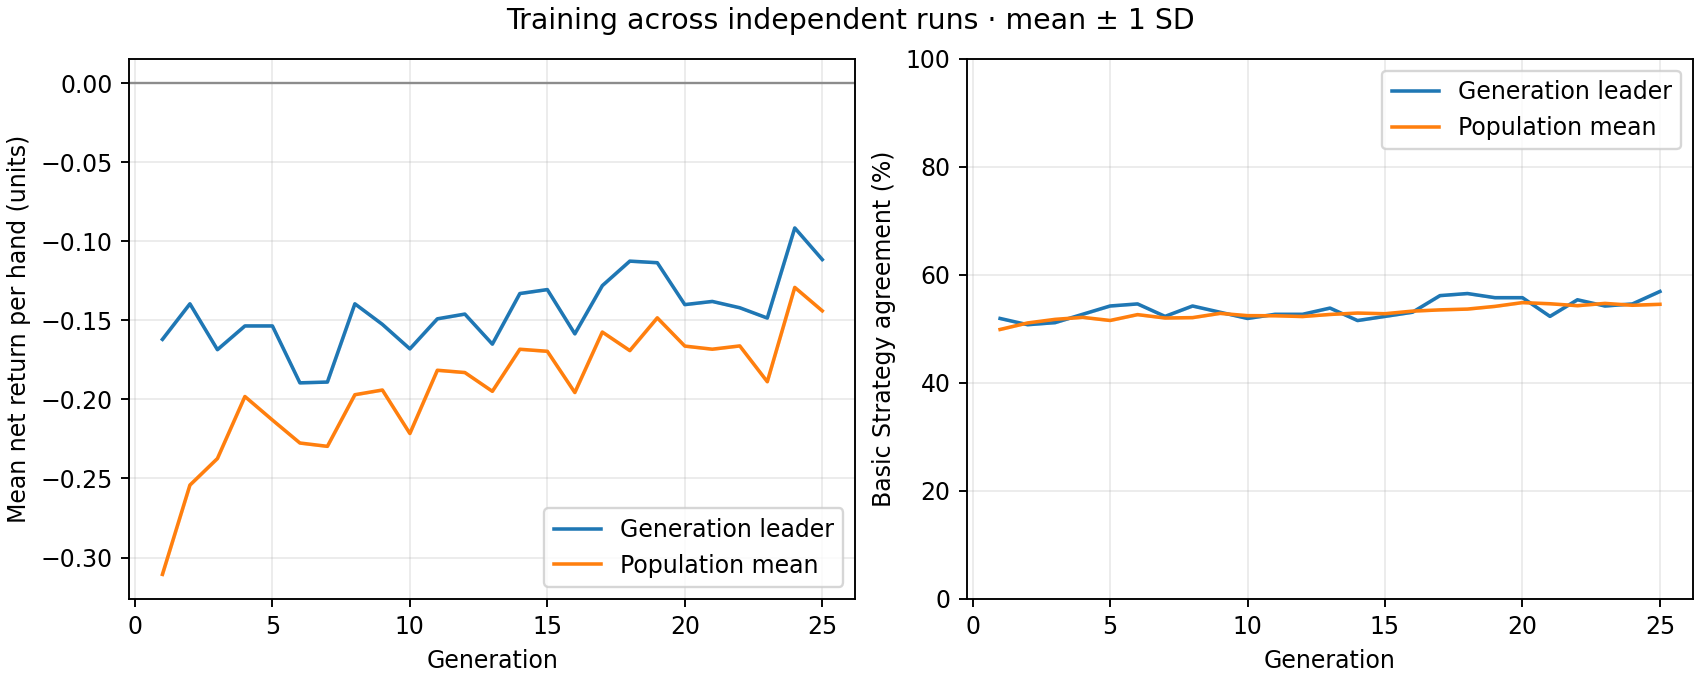 Training across independent runs · mean ± 1 SD
Mean net return per hand (units)
0.00
−0.05
−0.10
−0.15
−0.20
−0.25
−0.30
Generation leader
Population mean
0 5 10 15 20 25
Generation
Basic Strategy agreement (%)
100
80
60
40
20
0
Generation leader
Population mean
0 5 10 15 20 25
Generation